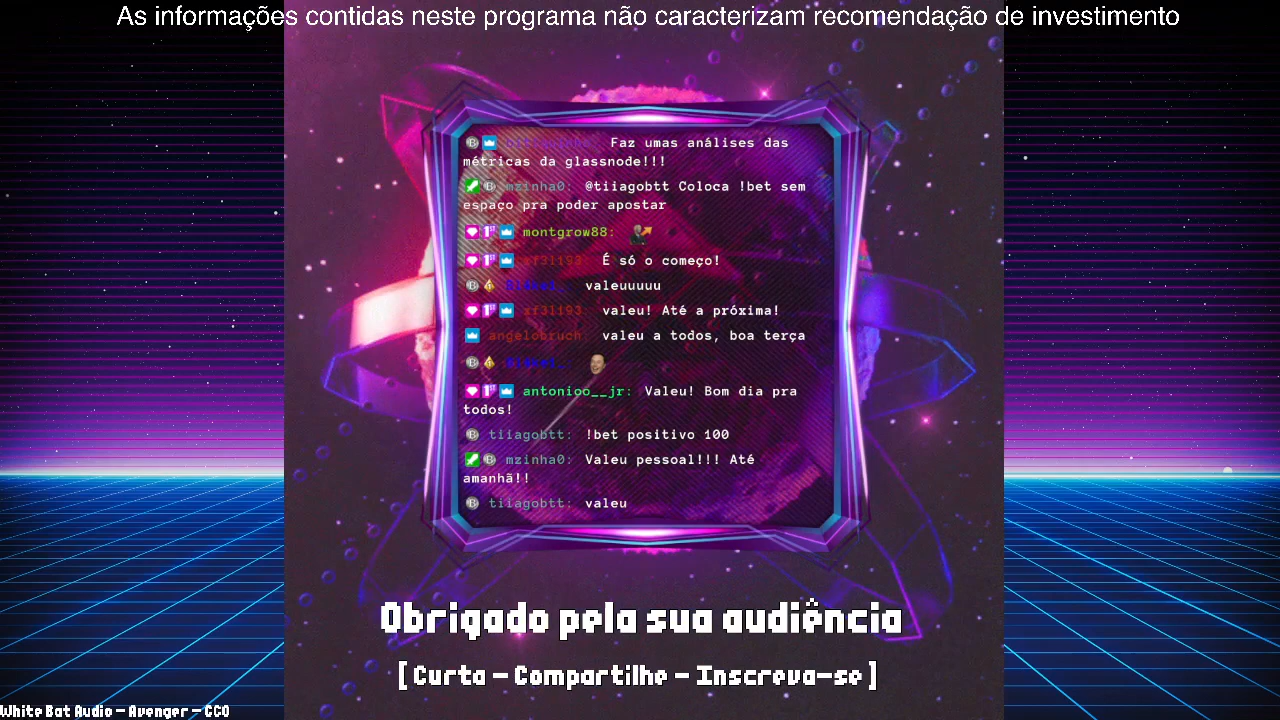 As informações contidas neste programa não caracterizam recomendação de investimento
Faz umas análises das
métricas da glassnode!!!
mzinha0: @tiiagobtt Coloca !bet sem
espaço pra poder apostar
montgrow88:
xf31193: É só o começo!
valeuuuuu
xf31193: valeu! Até a próxima!
angelobruch: valeu a todos, boa terça
antonioo__jr: Valeu! Bom dia pra
todos!
tiiagobtt: !bet positivo 100
mzinha0: Valeu pessoal!!! Até
amanhã!!
tiiagobtt: valeu
Obrigado pela sua audiência
[ Curta - Compartilhe - Inscreva-se ]
White Bat Audio - Avenger - CC0